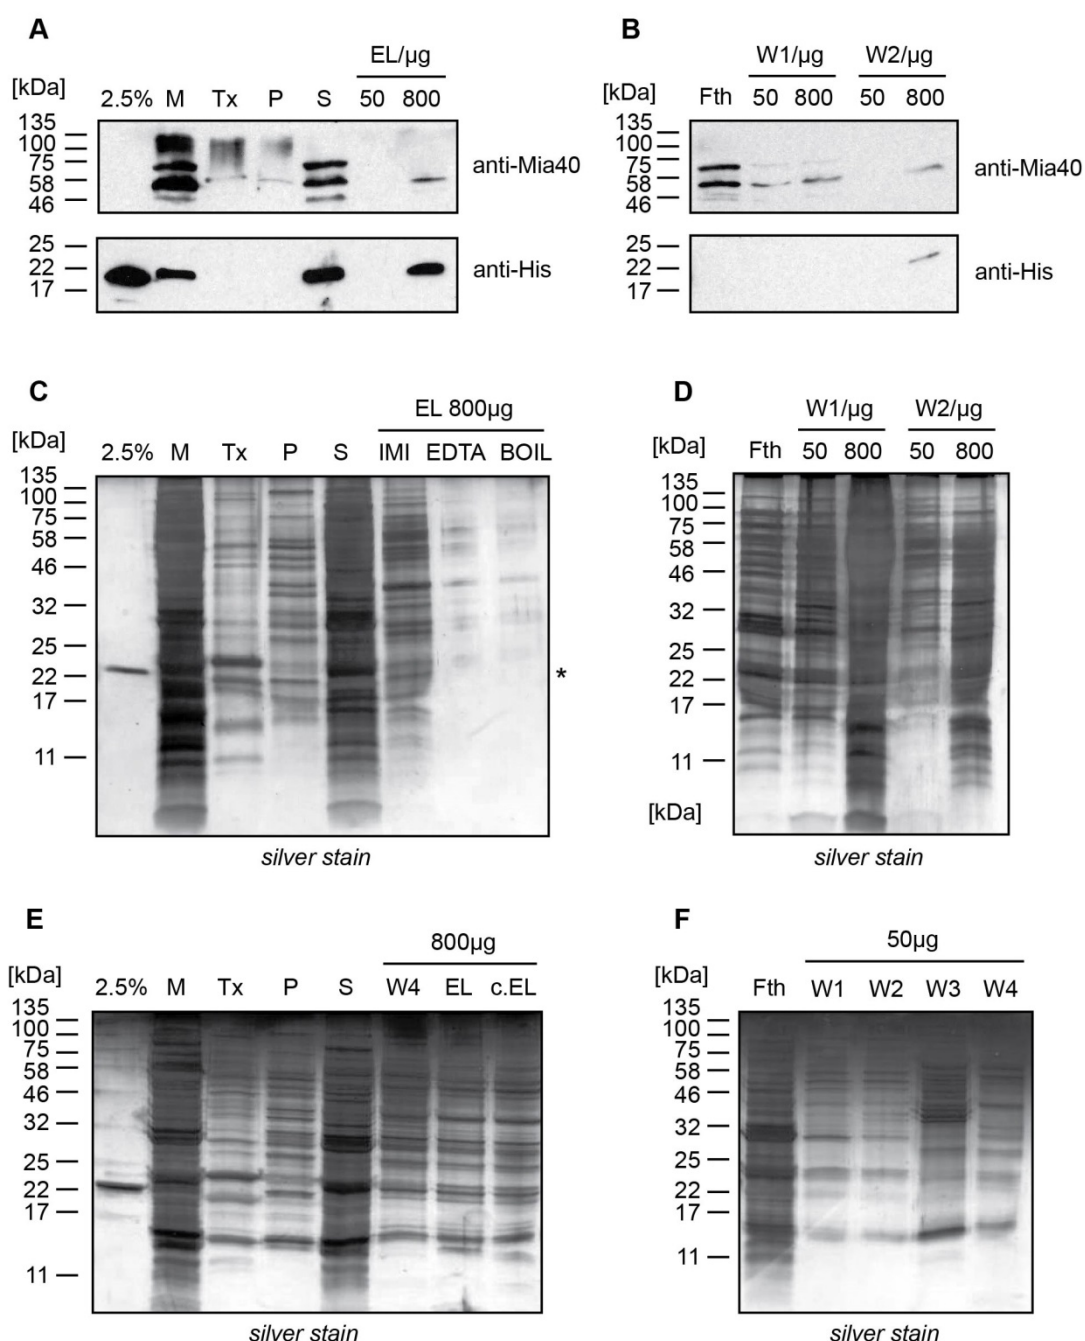 A
EL/µg
[kDa] 2.5% M Tx P S 50 800
135
100
75
58
46
anti-Mia40
25
22
17
anti-His
B
W1/µg W2/µg
[kDa] Fth 50 800 50 800
135
100
75
58
46
anti-Mia40
25
22
17
anti-His
C
EL 800µg
[kDa] 2.5% M Tx P S IMI EDTA BOIL
135
100
75
58
46
32
25
22
17
11
*
silver stain
D
W1/µg W2/µg
[kDa] Fth 50 800 50 800
135
100
75
58
46
32
25
22
17
11
[kDa]
silver stain
E
800µg
[kDa] 2.5% M Tx P S W4 EL c.EL
135
100
75
58
46
32
25
22
17
11
silver stain
F
50µg
[kDa] Fth W1 W2 W3 W4
135
100
75
58
46
32
25
22
17
11
silver stain